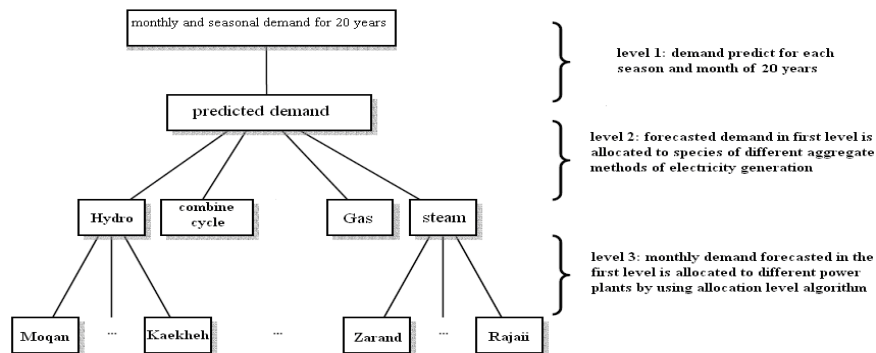 monthly and seasonal demand for 20 years
level 1: demand predict for each
season and month of 20 years
predicted demand
level 2: forecasted demand in first level is
allocated to species of different aggregate
methods of electricity generation
Hydro
combine
cycle
Gas
steam
level 3: monthly demand forecasted in the
first level is allocated to different power
plants by using allocation level algorithm
Moqan
...
Kaekheh
...
Zarand
...
Rajaii